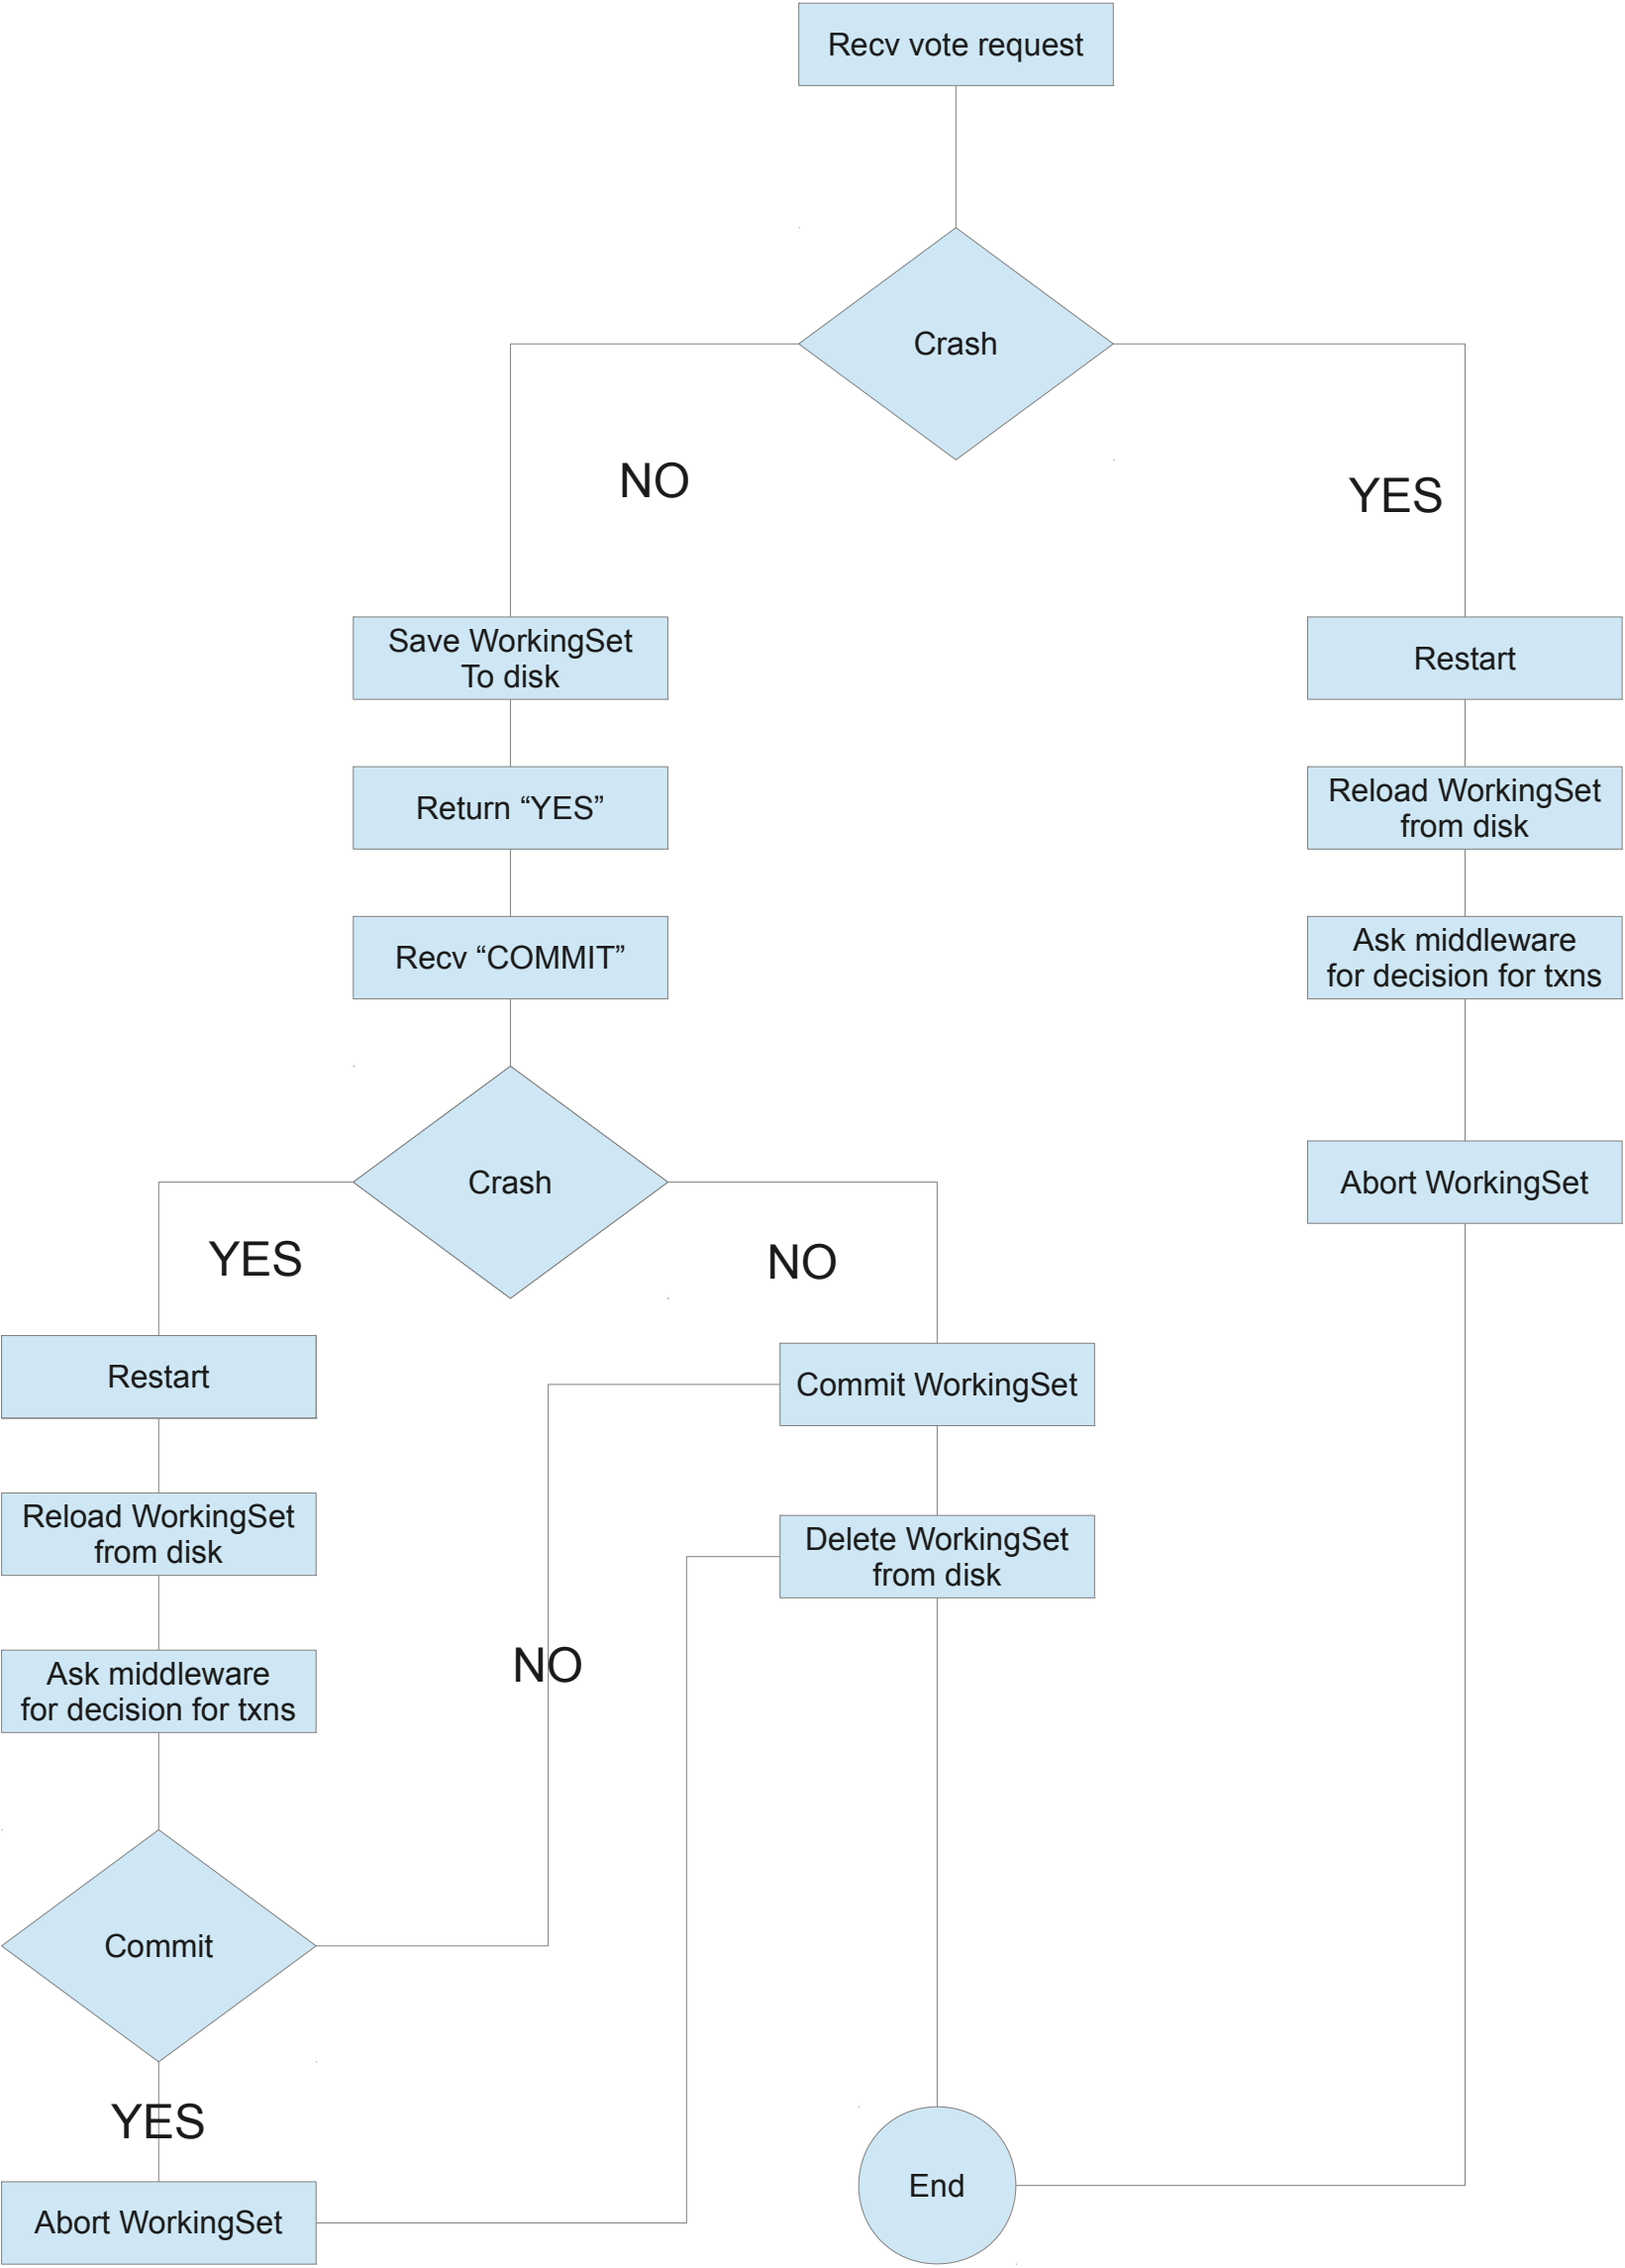 Recv vote request
Crash
NO
YES
Save WorkingSet
To disk
Restart
Return “YES”
Reload WorkingSet
from disk
Recv “COMMIT”
Ask middleware
for decision for txns
Crash
Abort WorkingSet
YES
NO
Restart
Commit WorkingSet
Reload WorkingSet
from disk
Delete WorkingSet
from disk
NO
Ask middleware
for decision for txns
Commit
YES
End
Abort WorkingSet